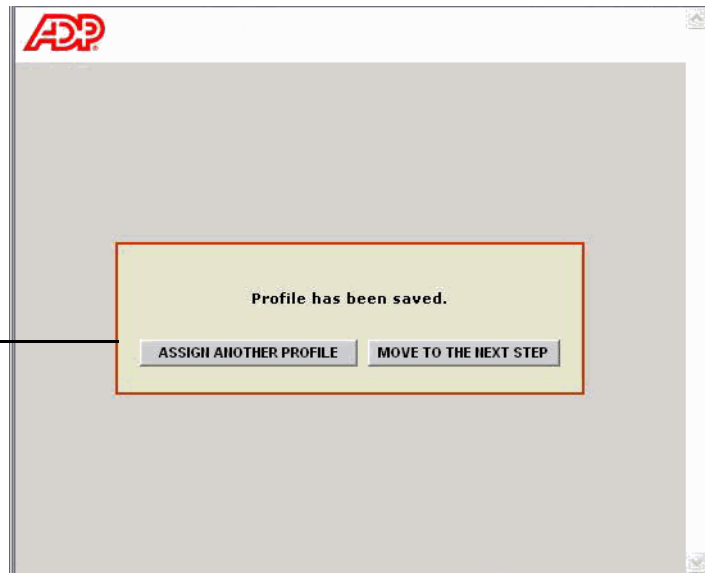 ADP
Profile has been saved.
ASSIGN ANOTHER PROFILE MOVE TO THE NEXT STEP